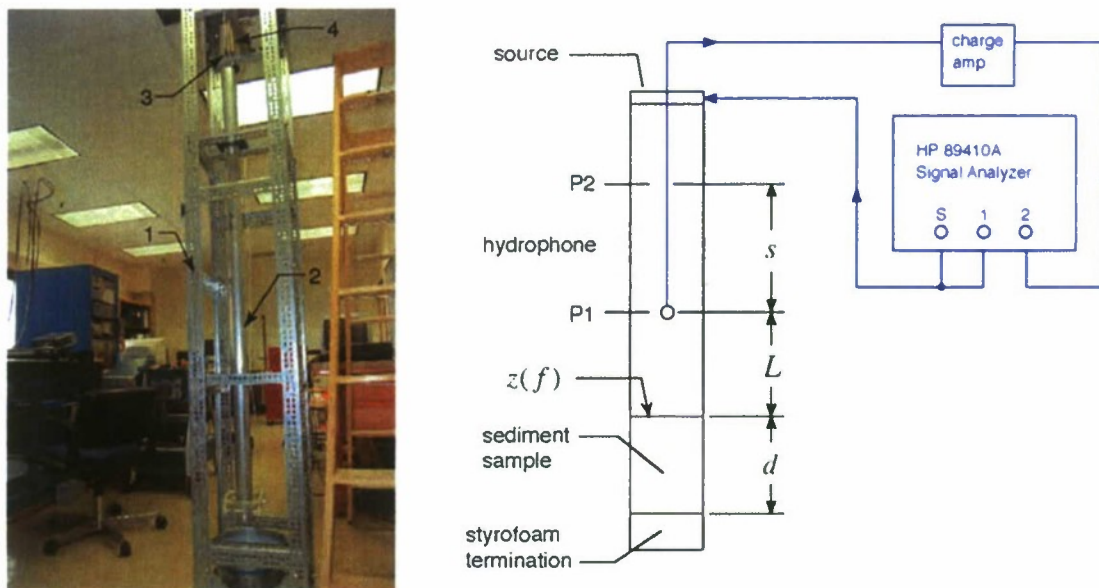 4
3
1
2
source
charge
amp
HP 89410A
Signal Analyzer
S 1 2
P2
hydrophone
s
P1
L
z(f)
sediment
sample
d
styrofoam
termination